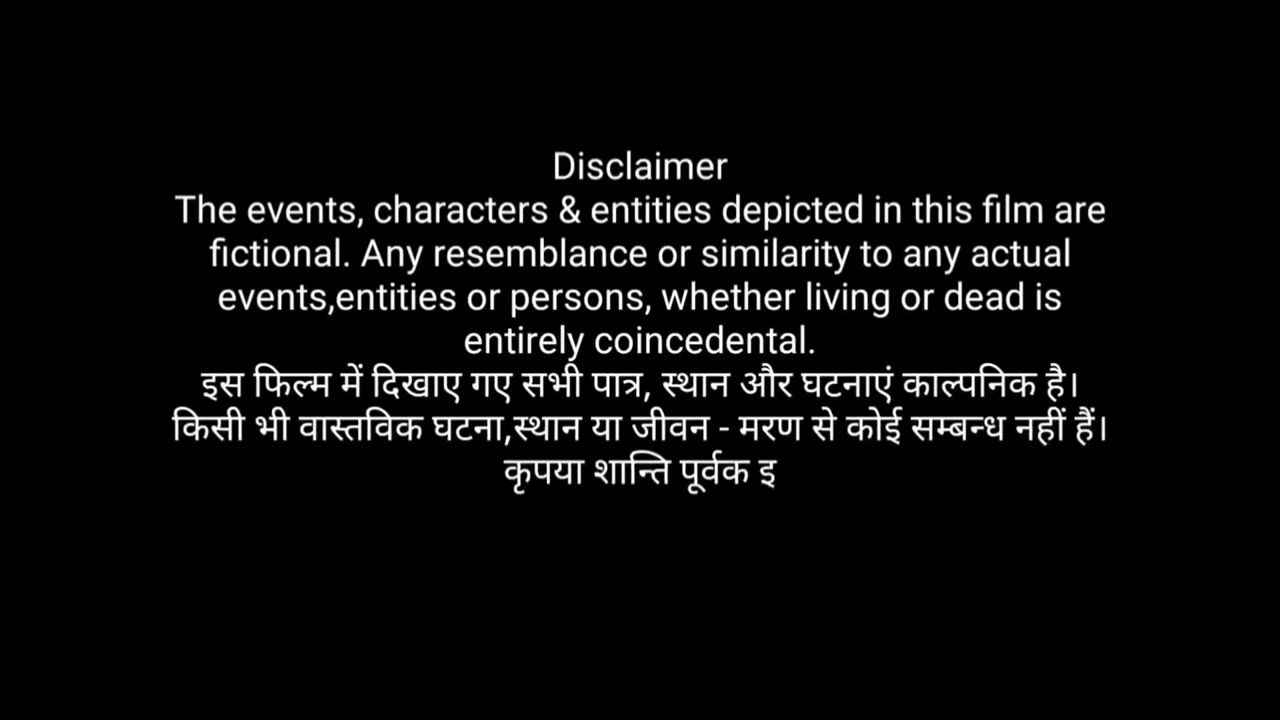 Disclaimer
The events, characters & entities depicted in this film are
fictional. Any resemblance or similarity to any actual
events,entities or persons, whether living or dead is
entirely coincedental.
इस फिल्म में दिखाए गए सभी पात्र, स्थान और घटनाएं काल्पनिक है।
किसी भी वास्तविक घटना,स्थान या जीवन - मरण से कोई सम्बन्ध नहीं हैं।
कृपया शान्ति पूर्वक इ